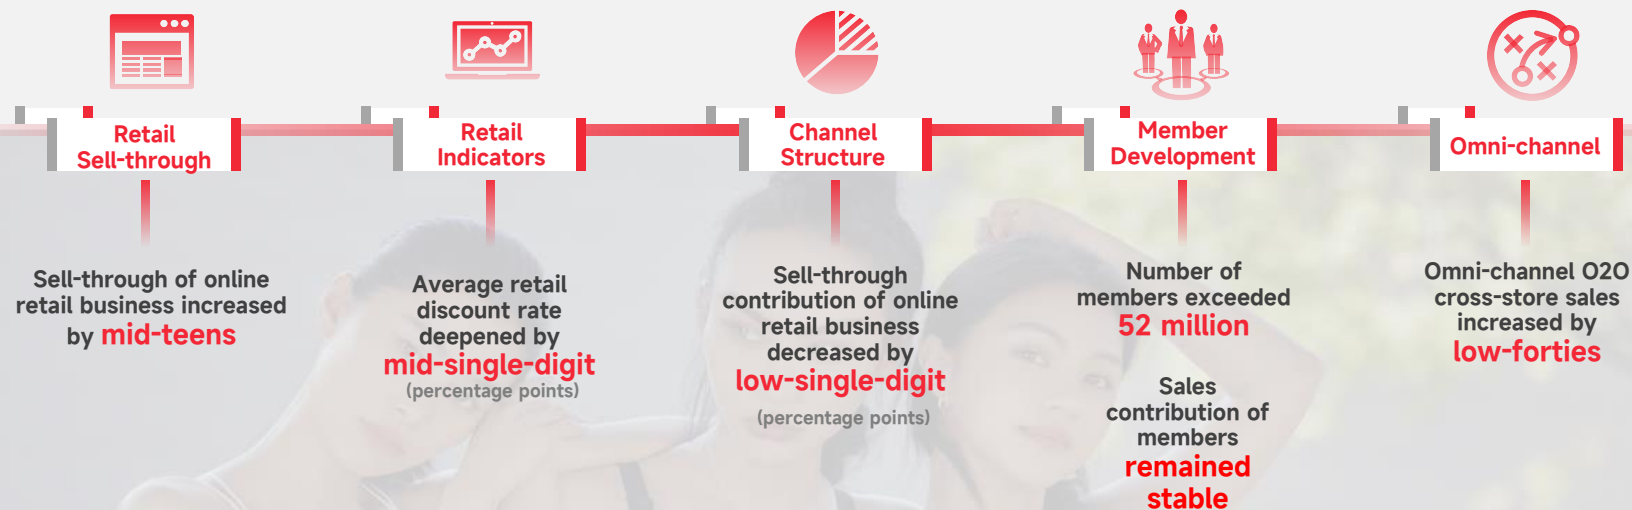 Retail
Sell-through
Sell-through of online
retail business increased
by mid-teens
Retail
Indicators
Average retail
discount rate
deepened by
mid-single-digit
(percentage points)
Channel
Structure
Sell-through
contribution of online
retail business
decreased by
low-single-digit
(percentage points)
Member
Development
Number of
members exceeded
52 million
Sales
contribution of
members
remained
stable
Omni-channel
Omni-channel O2O
cross-store sales
increased by
low-forties